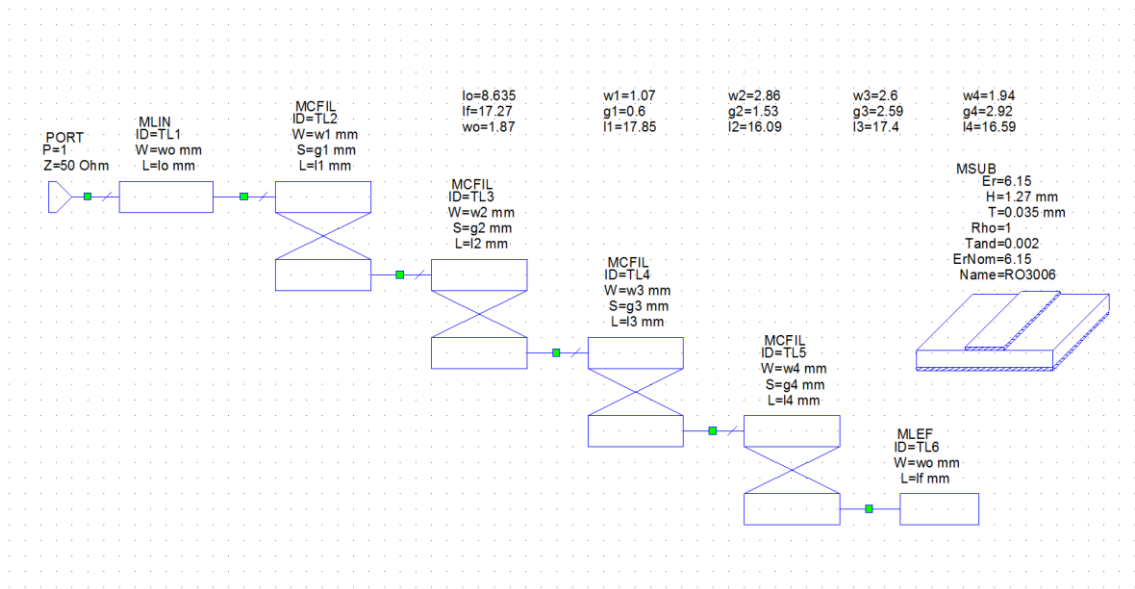 PORT
P=1
Z=50 Ohm
MLIN
ID=TL1
W=wo mm
L=lo mm
MCFIL
ID=TL2
W=w1 mm
S=g1 mm
L=l1 mm
MCFIL
ID=TL3
W=w2 mm
S=g2 mm
L=l2 mm
MCFIL
ID=TL4
W=w3 mm
S=g3 mm
L=l3 mm
MCFIL
ID=TL5
W=w4 mm
S=g4 mm
L=l4 mm
MLEF
ID=TL6
W=wo mm
L=lf mm
lo=8.635
lf=17.27
wo=1.87
w1=1.07
g1=0.6
l1=17.85
w2=2.86
g2=1.53
l2=16.09
w3=2.6
g3=2.59
l3=17.4
w4=1.94
g4=2.92
l4=16.59
MSUB
Er=6.15
H=1.27 mm
T=0.035 mm
Rho=1
Tand=0.002
ErNom=6.15
Name=RO3006